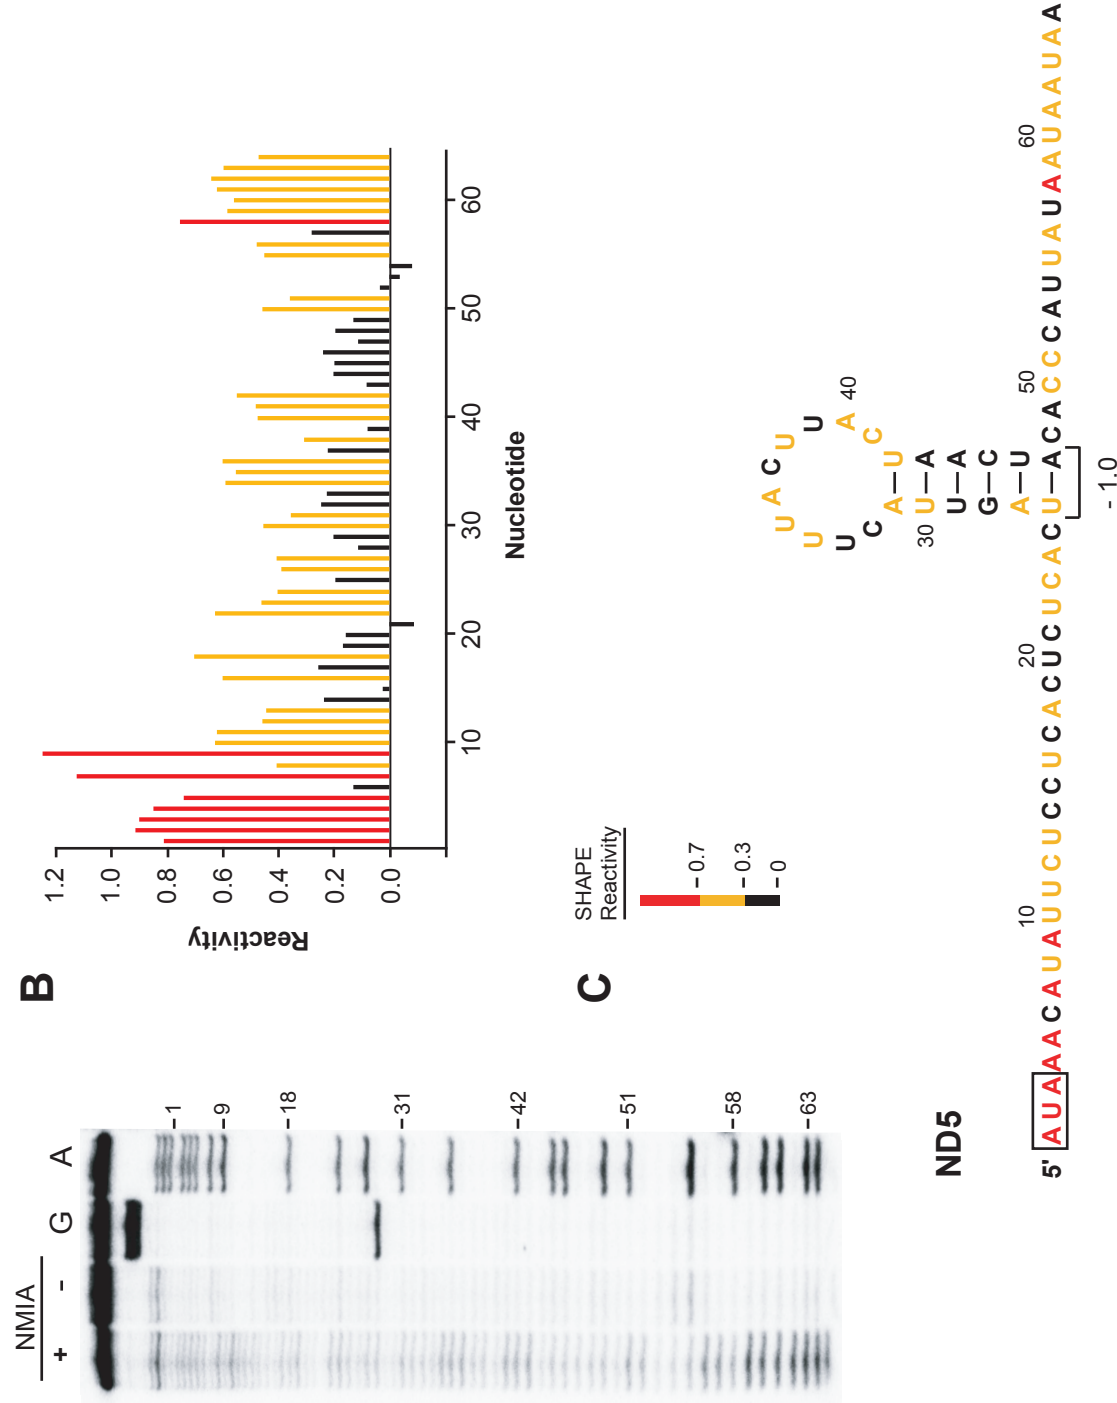 NMIA
+ - G A
- 1
- 9
- 18
- 31
- 42
- 51
- 58
- 63
B
Reactivity
1.2
1.0
0.8
0.6
0.4
0.2
0.0
10
20
30
40
50
60
Nucleotide
C
SHAPE
Reactivity
- 0.7
- 0.3
- 0
ND5
U A C U
U U
U A 40
C C
A—U
30 U—A
U—A
G—C
A—U
10 20 50 60
5' AUAAACAUAUUCUCCUCACUCUCACU—ACACCCAUUAUAAUAAUAA
- 1.0